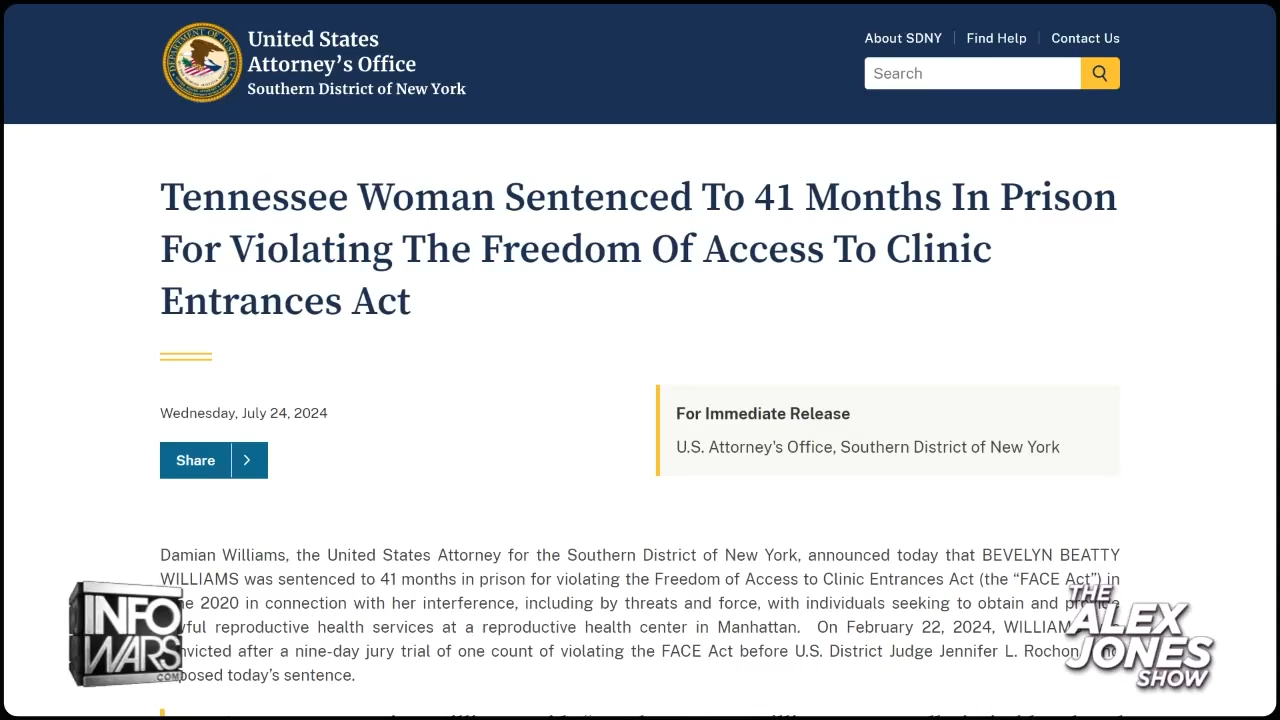 United States
Attorney's Office
Southern District of New York
About SDNY
Find Help
Contact Us
Search
Tennessee Woman Sentenced To 41 Months In Prison
For Violating The Freedom Of Access To Clinic
Entrances Act
Wednesday, July 24, 2024
Share
For Immediate Release
U.S. Attorney's Office, Southern District of New York
Damian Williams, the United States Attorney for the Southern District of New York, announced today that BEVELYN BEATTY
WILLIAMS was sentenced to 41 months in prison for violating the Freedom of Access to Clinic Entrances Act (the “FACE Act”) in
2020 in connection with her interference, including by threats and force, with individuals seeking to obtain and
reproductive health services at a reproductive health center in Manhattan. On February 22, 2024,
after a nine-day jury trial of one count of violating the FACE Act before U.S. District Judge Jennifer L. Rochon
today's sentence.
INFO
WARS
.COM
THE
ALEX
JONES
SHOW